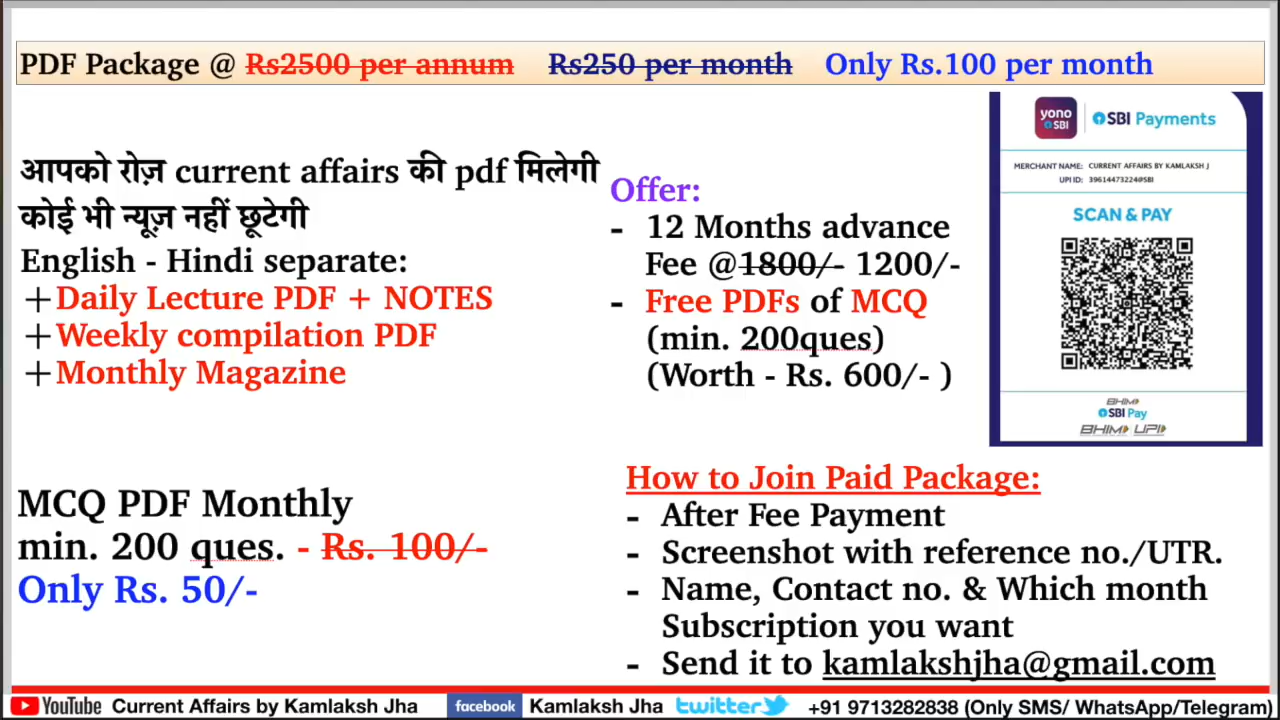 PDF Package @ Rs2500 per annum Rs250 per month Only Rs.100 per month
आपको रोज़ current affairs की pdf मिलेगी
कोई भी न्यूज़ नहीं छूटेगी
English - Hindi separate:
+Daily Lecture PDF + NOTES
+Weekly compilation PDF
+Monthly Magazine
MCQ PDF Monthly
min. 200 ques. - Rs. 100/-
Only Rs. 50/-
Offer:
- 12 Months advance
Fee @1800/- 1200/-
- Free PDFs of MCQ
(min. 200ques)
(Worth - Rs. 600/- )
yono
SBI
SBI Payments
MERCHANT NAME: CURRENT AFFAIRS BY KAMLAKSH J
UPI ID: 39614473224@SBI
SCAN & PAY
BHIM
SBI Pay
BHIM UPI
How to Join Paid Package:
- After Fee Payment
- Screenshot with reference no./UTR.
- Name, Contact no. & Which month
Subscription you want
- Send it to kamlakshjha@gmail.com
YouTube Current Affairs by Kamlaksh Jha facebook Kamlaksh Jha twitter +91 9713282838 (Only SMS/ WhatsApp/Telegram)